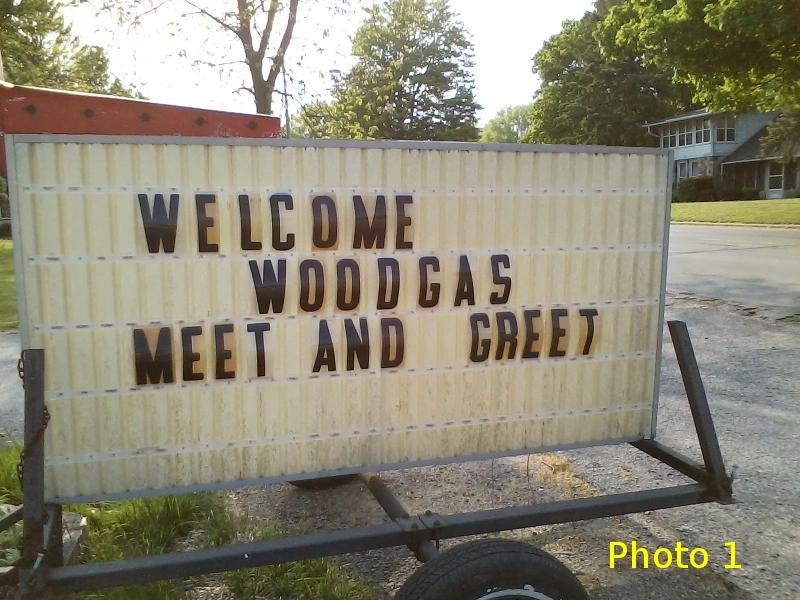 WELCOME
WOODGAS
MEET AND GREET
Photo 1